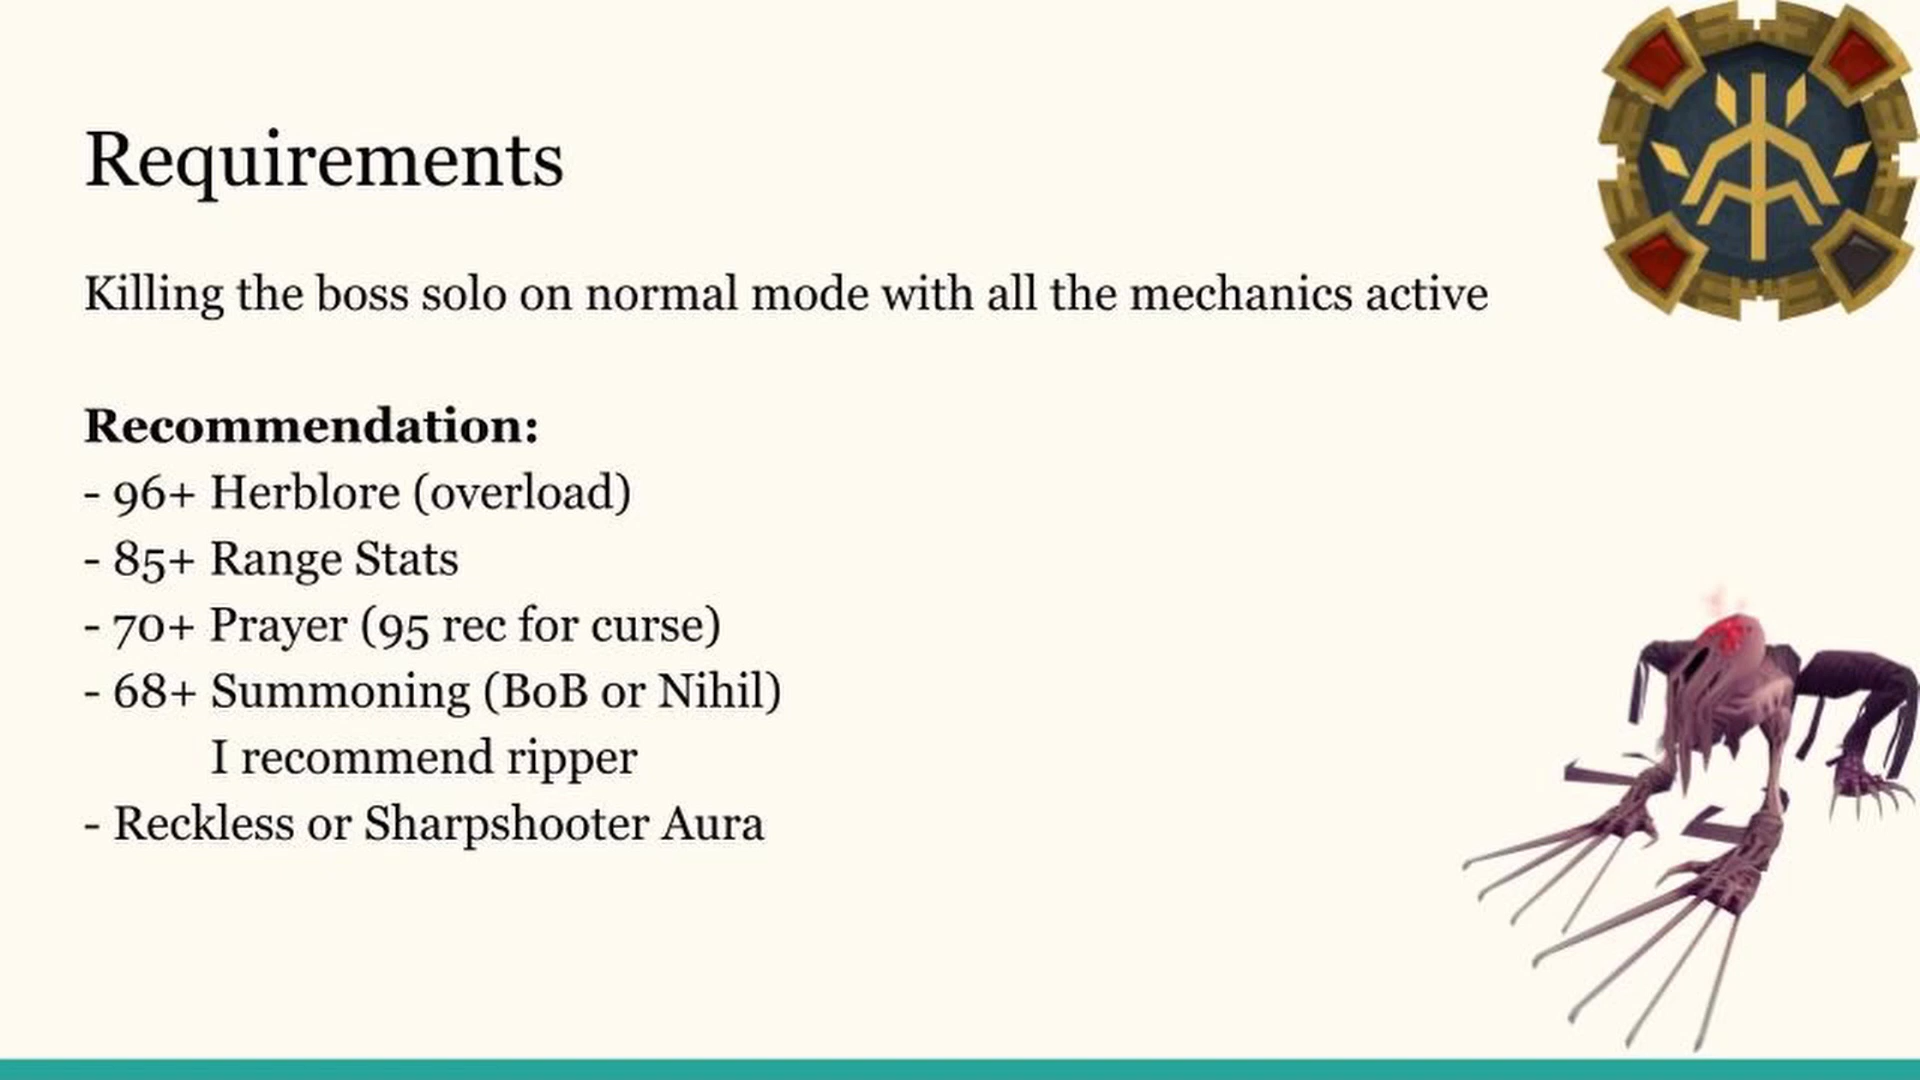 Requirements
Killing the boss solo on normal mode with all the mechanics active
Recommendation:
- 96+ Herblore (overload)
- 85+ Range Stats
- 70+ Prayer (95 rec for curse)
- 68+ Summoning (BoB or Nihil)
I recommend ripper
- Reckless or Sharpshooter Aura